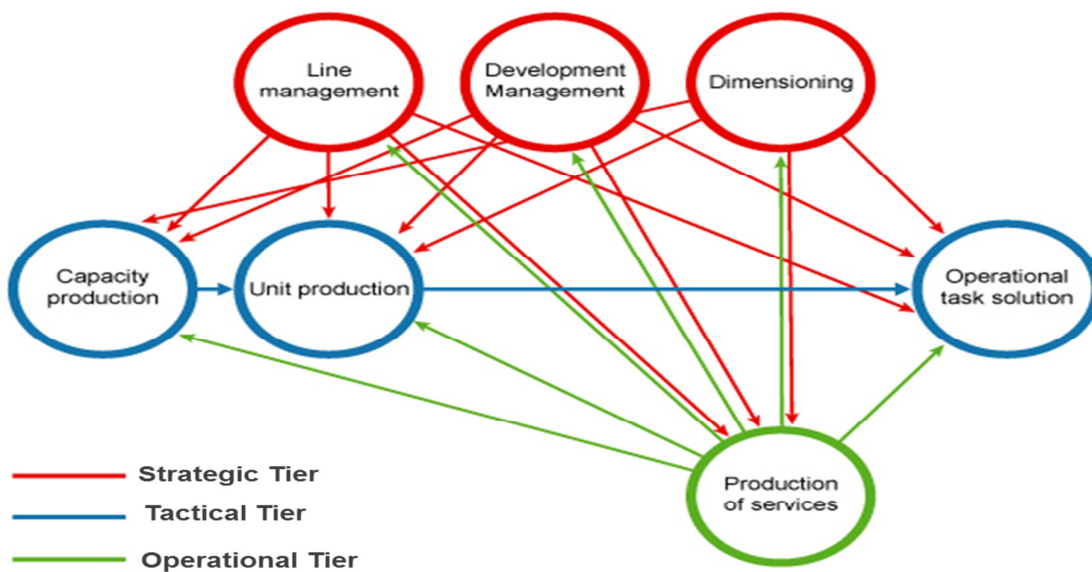 Line
management
Development
Management
Dimensioning
Capacity
production
Unit production
Operational
task solution
Production
of services
Strategic Tier
Tactical Tier
Operational Tier